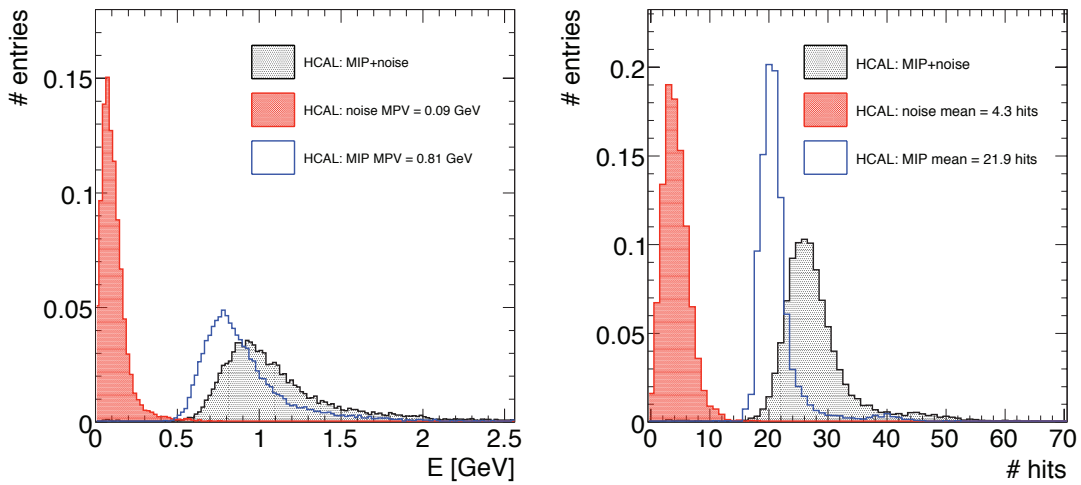 # entries
0.15
0.1
0.05
0
HCAL: MIP+noise
HCAL: noise MPV = 0.09 GeV
HCAL: MIP MPV = 0.81 GeV
0 0.5 1 1.5 2 2.5
E [GeV]
# entries
0.2
0.15
0.1
0.05
0
HCAL: MIP+noise
HCAL: noise mean = 4.3 hits
HCAL: MIP mean = 21.9 hits
0 10 20 30 40 50 60 70
# hits